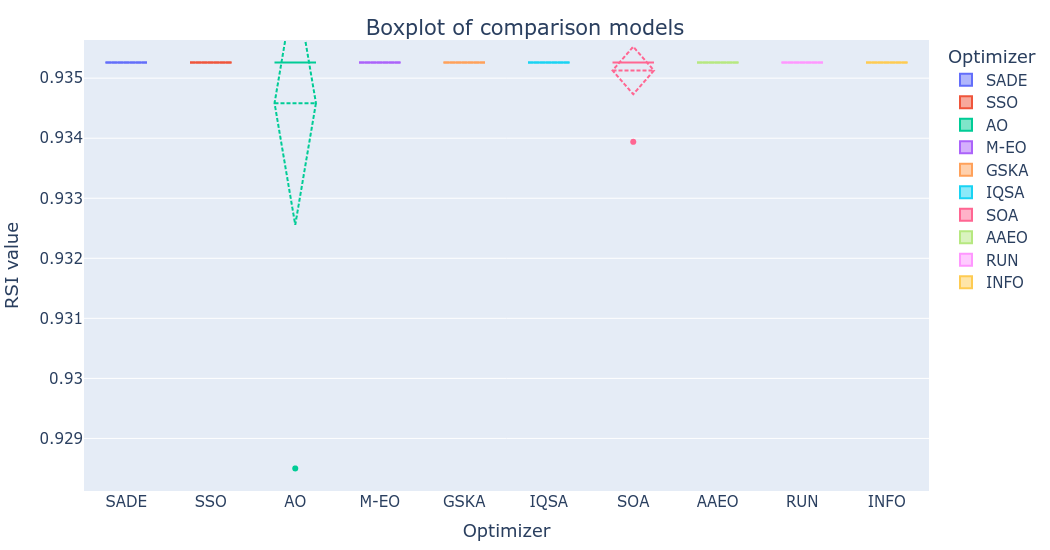 Boxplot of comparison models
RSI value
0.935
0.934
0.933
0.932
0.931
0.93
0.929
SADE
SSO
AO
M-EO
GSKA
IQSA
SOA
AAEO
RUN
INFO
Optimizer
Optimizer
SADE
SSO
AO
M-EO
GSKA
IQSA
SOA
AAEO
RUN
INFO